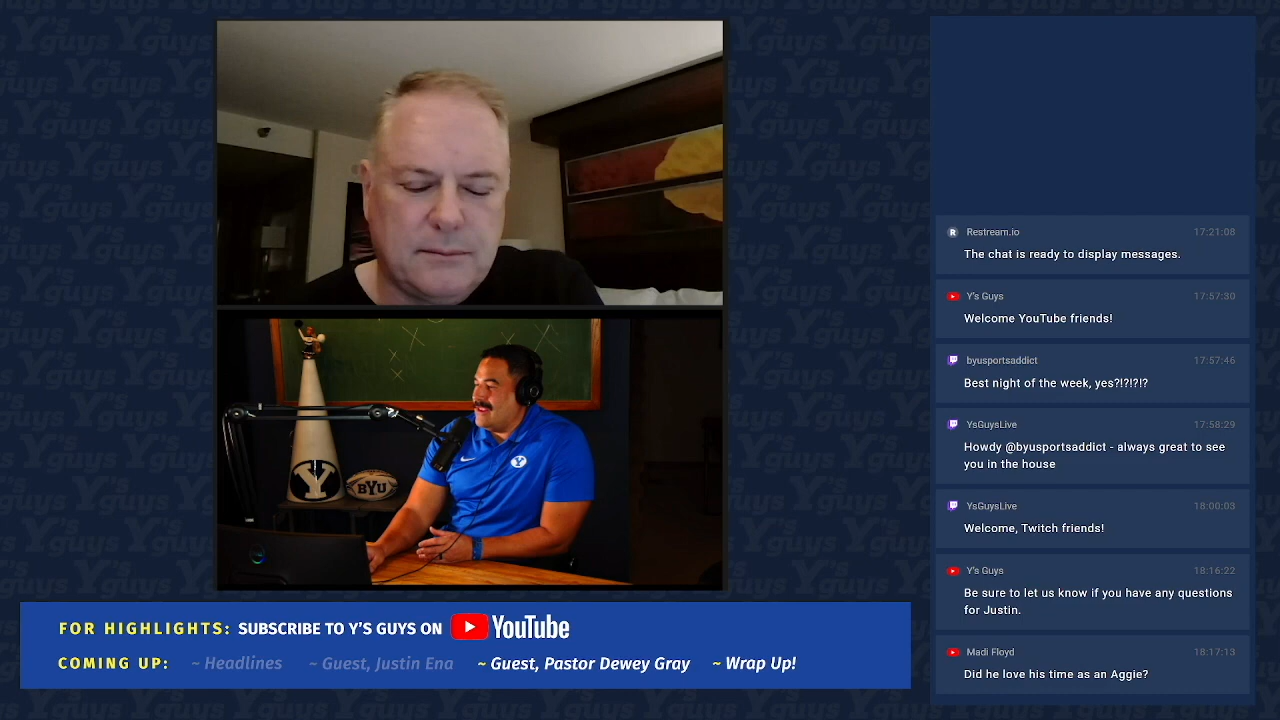 Restream.io 17:21:08
The chat is ready to display messages.
Y's Guys 17:57:30
Welcome YouTube friends!
byusportsaddict 17:57:46
Best night of the week, yes?!?!?!?
YsGuysLive 17:58:29
Howdy @byusportsaddict - always great to see
you in the house
YsGuysLive 18:00:03
Welcome, Twitch friends!
Y's Guys 18:16:22
Be sure to let us know if you have any questions
for Justin.
Madi Floyd 18:17:13
Did he love his time as an Aggie?
Y
BYU
Y
FOR HIGHLIGHTS: SUBSCRIBE TO Y'S GUYS ON YouTube
COMING UP: ~ Headlines ~ Guest, Justin Ena ~ Guest, Pastor Dewey Gray ~ Wrap Up!
Y's guys